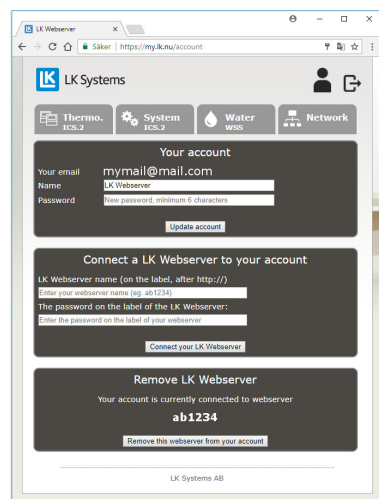 LK Webserver
Säker | https://my.lk.nu/account
LK LK Systems
Thermo. ICS.2
System ICS.2
Water WSS
Network
Your account
Your email mymail@mail.com
Name LK Webserver
Password New password, minimum 6 characters
Update account
Connect a LK Webserver to your account
LK Webserver name (on the label, after http://)
Enter your webserver name (eg. ab1234)
The password on the label of the LK Webserver:
Enter the password on the label of your webserver
Connect your LK Webserver
Remove LK Webserver
Your account is currently connected to webserver
ab1234
Remove this webserver from your account
LK Systems AB